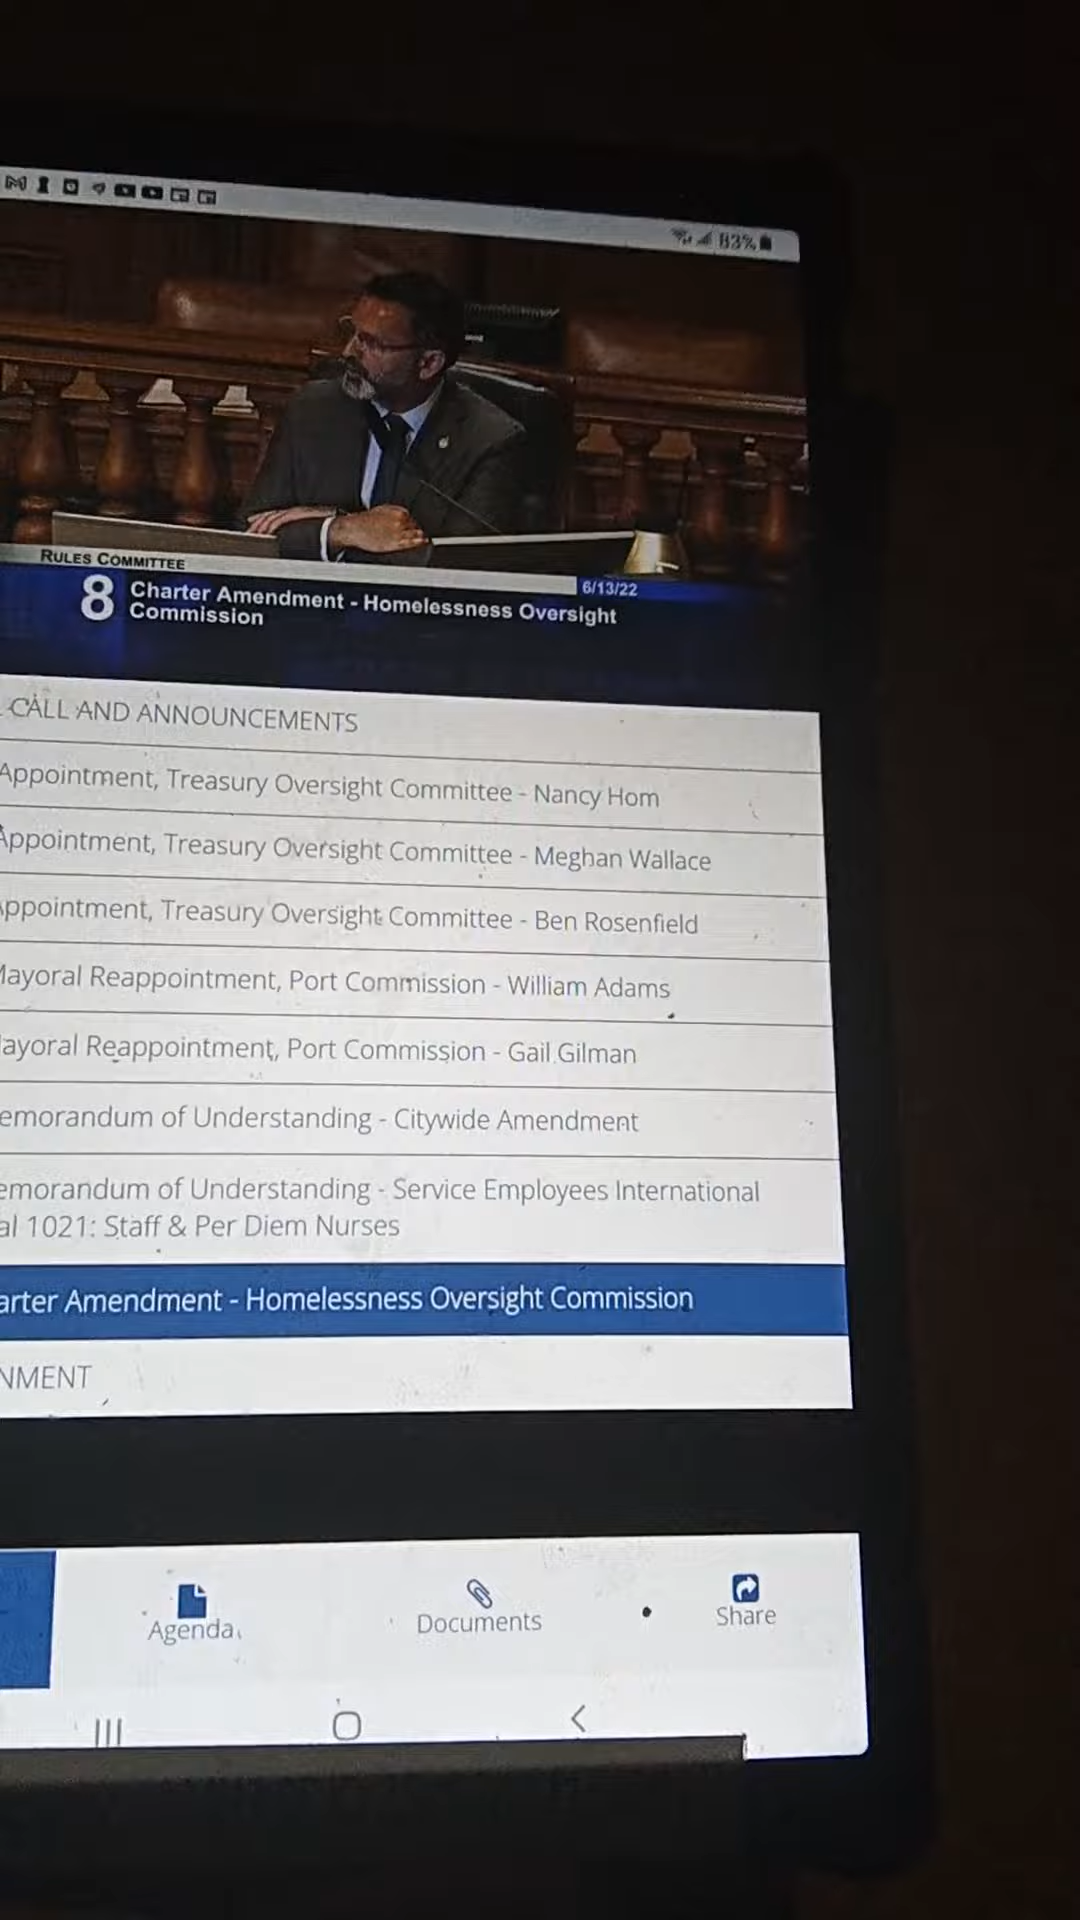 83%
RULES COMMITTEE
6/13/22
8 Charter Amendment - Homelessness Oversight
Commission
CALL AND ANNOUNCEMENTS
Appointment, Treasury Oversight Committee - Nancy Hom
Appointment, Treasury Oversight Committee - Meghan Wallace
ppointment, Treasury Oversight Committee - Ben Rosenfield
Mayoral Reappointment, Port Commission - William Adams
ayoral Reappointment, Port Commission - Gail Gilman
emorandum of Understanding - Citywide Amendment
emorandum of Understanding - Service Employees International
al 1021: Staff & Per Diem Nurses
arter Amendment - Homelessness Oversight Commission
NMENT
Agenda
Documents
Share